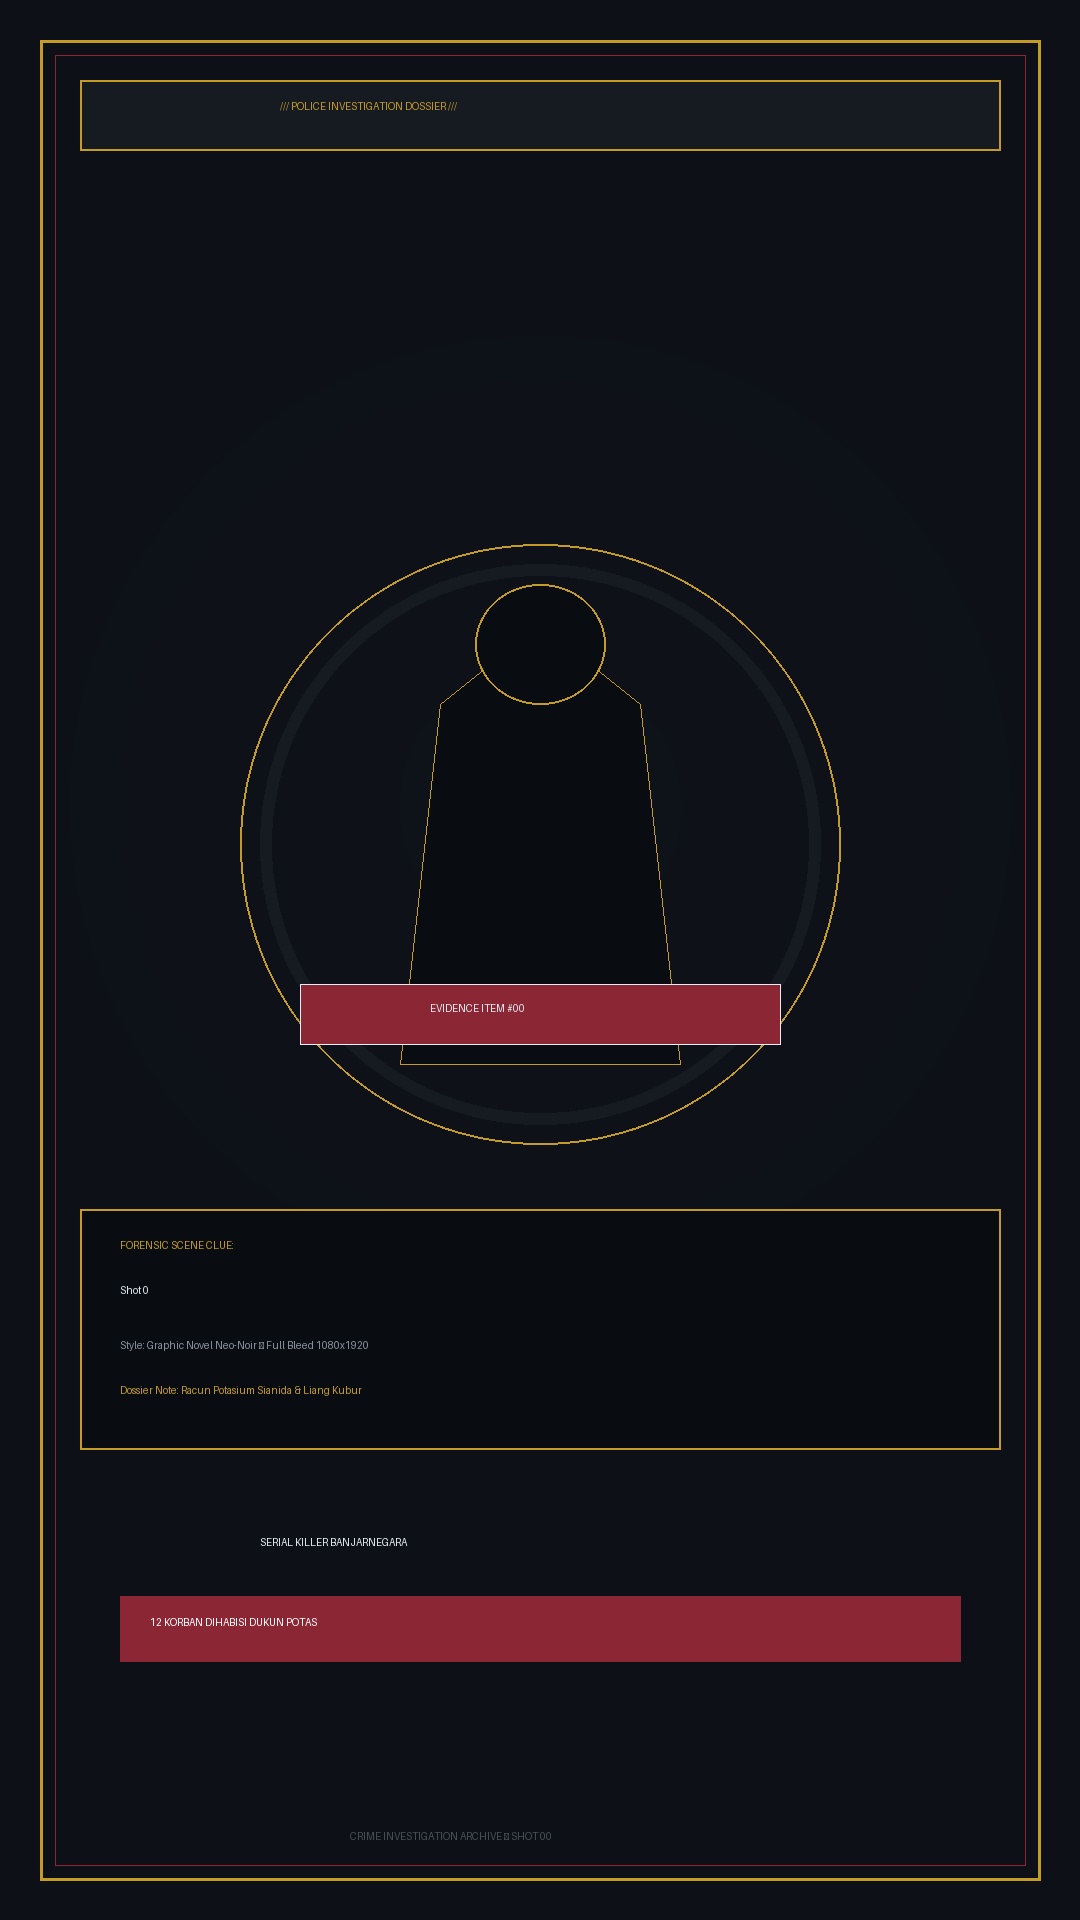 /// POLICE INVESTIGATION DOSSIER ///
EVIDENCE ITEM #00
FORENSIC SCENE CLUE:
Shot 0
Style: Graphic Novel Neo-Noir ▯ Full Bleed 1080x1920
Dossier Note: Racun Potasium Sianida & Liang Kubur
SERIAL KILLER BANJARNEGARA
12 KORBAN DIHABISI DUKUN POTAS
CRIME INVESTIGATION ARCHIVE ▯ SHOT 00